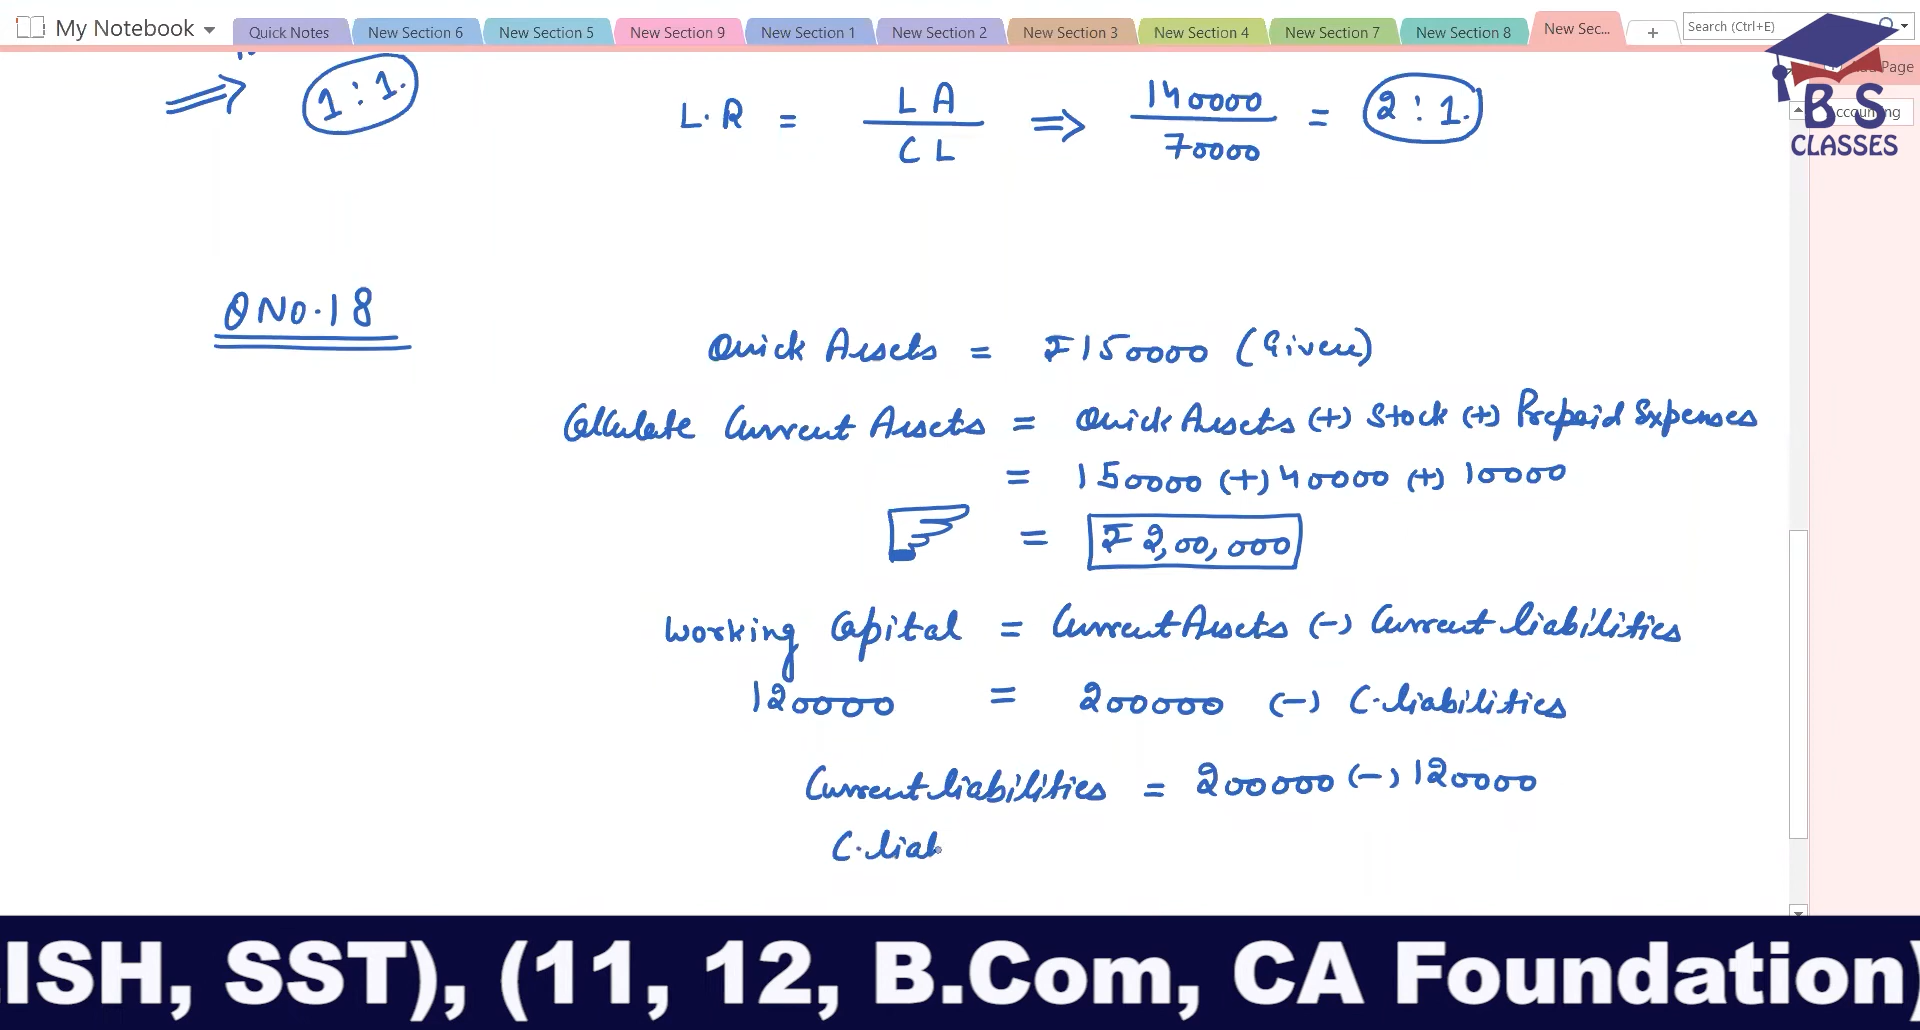 My Notebook
Quick Notes
New Section 6
New Section 5
New Section 9
New Section 1
New Section 2
New Section 3
New Section 4
New Section 7
New Section 8
New Sec...
+
Search (Ctrl+E)
Page
B S
CLASSES
⇒ 1 : 1.
L.R = LA / CL ⇒ 140000 / 70000 = 2 : 1.
Q No. 18
Quick Assets = ₹150000 (Given)
Calculate Current Assets = Quick Assets (+) Stock (+) Prepaid Expenses
= 150000 (+) 40000 (+) 10000
= ₹ 2,00,000
Working Capital = Current Assets (-) Current liabilities
120000 = 200000 (-) C.liabilities
Current liabilities = 200000 (-) 120000
C.liab
ISH, SST), (11, 12, B.Com, CA Foundation)